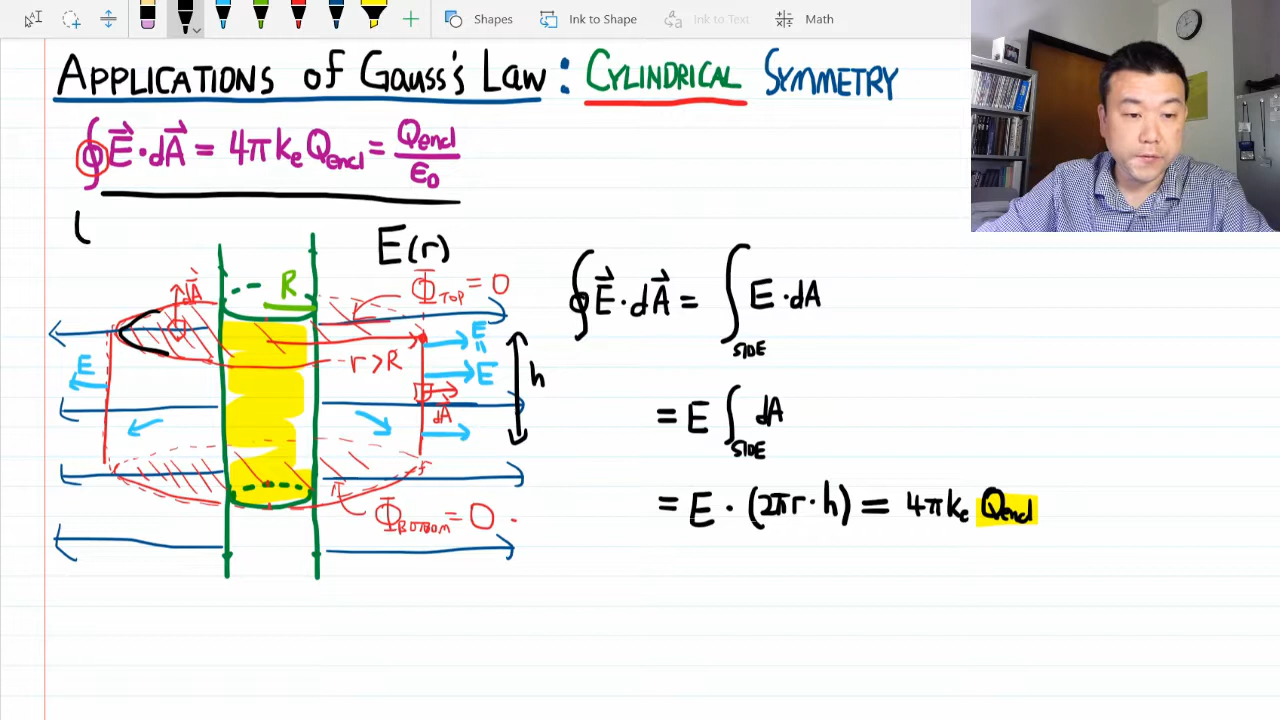 Shapes Ink to Shape Ink to Text Math
APPLICATIONS of GAUSS'S LAW: CYLINDRICAL SYMMETRY
∮E⃗·dA⃗ = 4πkₑQencl = Qencl/ε₀
E(r)
dA⃗
R
Φ_TOP = 0
E
E
E
r > R
h
dA⃗
Φ_BOTTOM = 0
∮E⃗·dA⃗ = ∫_SIDE E·dA
= E ∫_SIDE dA
= E·(2πr·h) = 4πkₑ Qencl